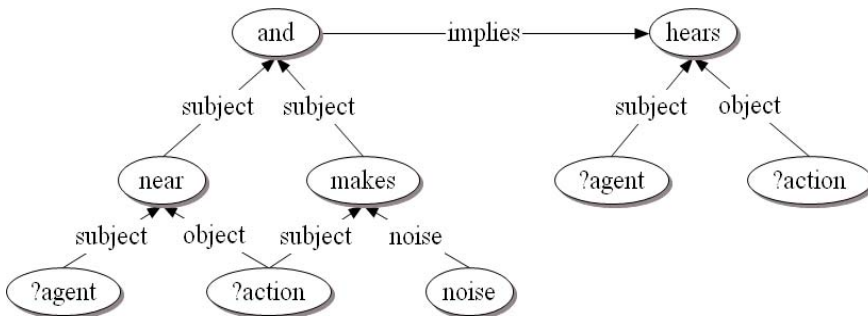 and implies hears
subject subject subject object
near makes ?agent ?action
subject object subject noise
?agent ?action noise